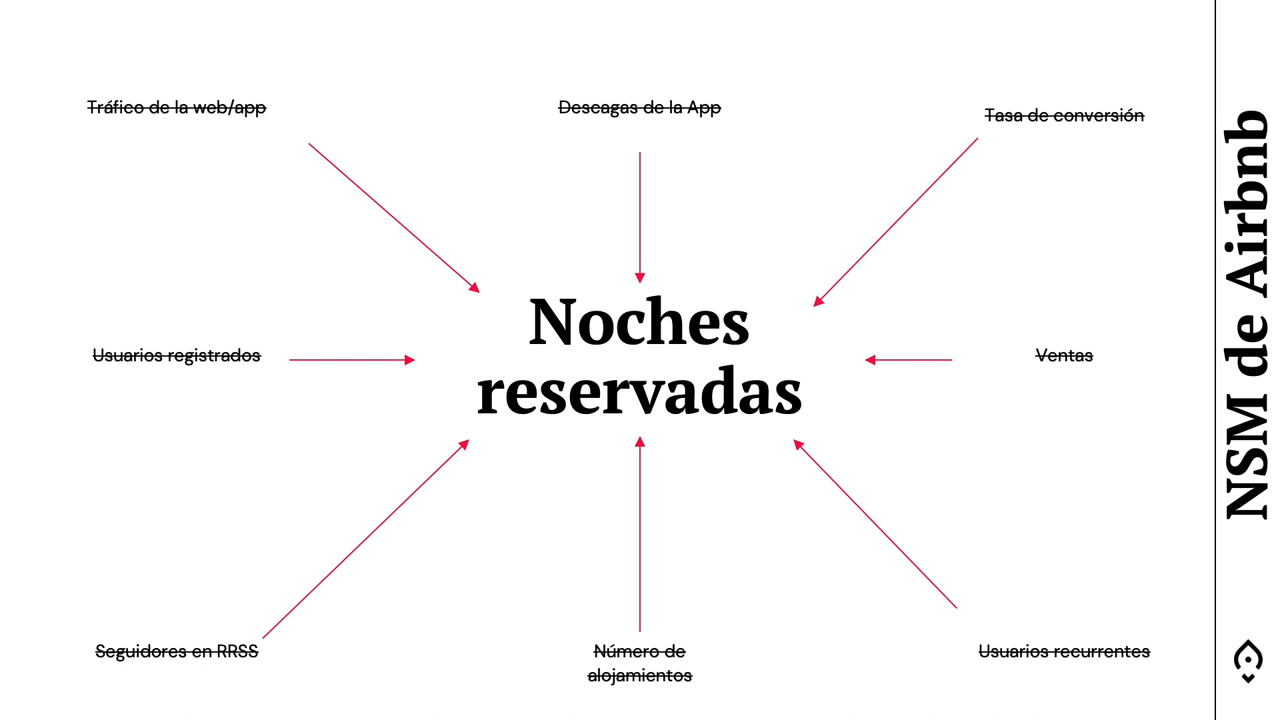 Tráfico de la web/app
Descagas de la App
Tasa de conversión
Noches
reservadas
Usuarios registrados
Ventas
Seguidores en RRSS
Número de
alojamientos
Usuarios recurrentes
NSM de Airbnb